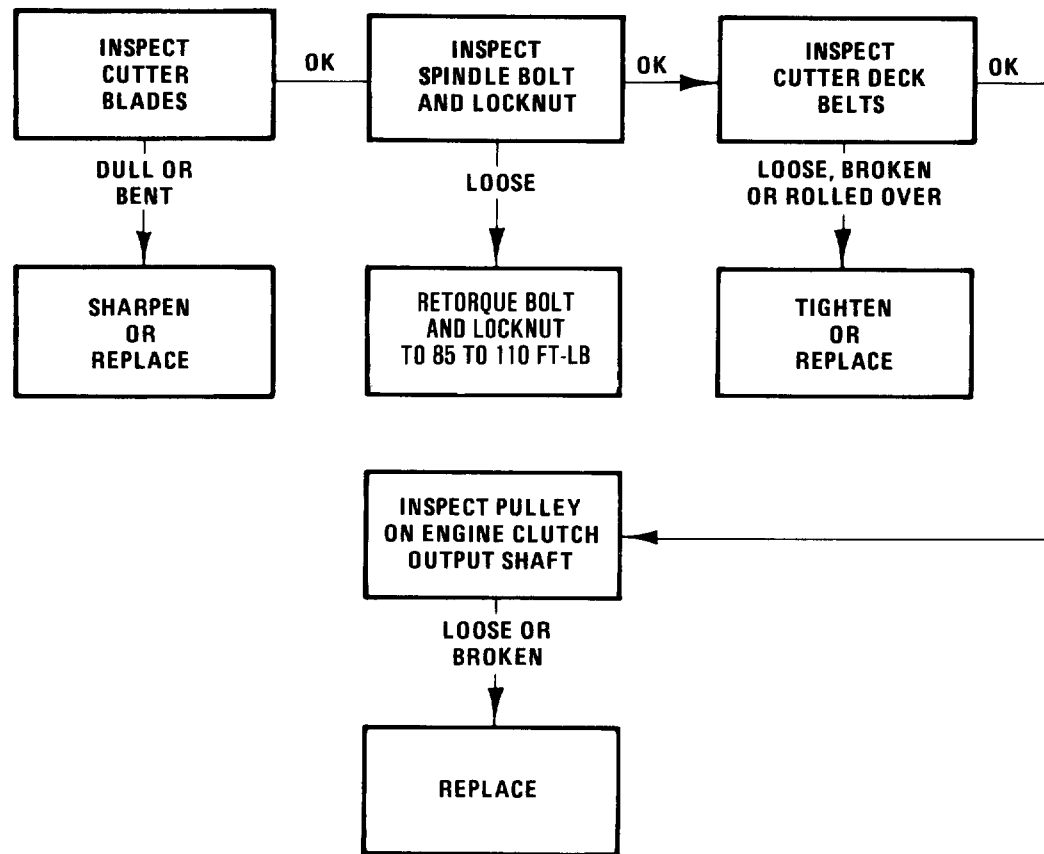 INSPECT
CUTTER
BLADES
OK
INSPECT
SPINDLE BOLT
AND LOCKNUT
OK
INSPECT
CUTTER DECK
BELTS
OK
DULL OR
BENT
LOOSE
LOOSE, BROKEN
OR ROLLED OVER
SHARPEN
OR
REPLACE
RETORQUE BOLT
AND LOCKNUT
TO 85 TO 110 FT-LB
TIGHTEN
OR
REPLACE
INSPECT PULLEY
ON ENGINE CLUTCH
OUTPUT SHAFT
LOOSE OR
BROKEN
REPLACE